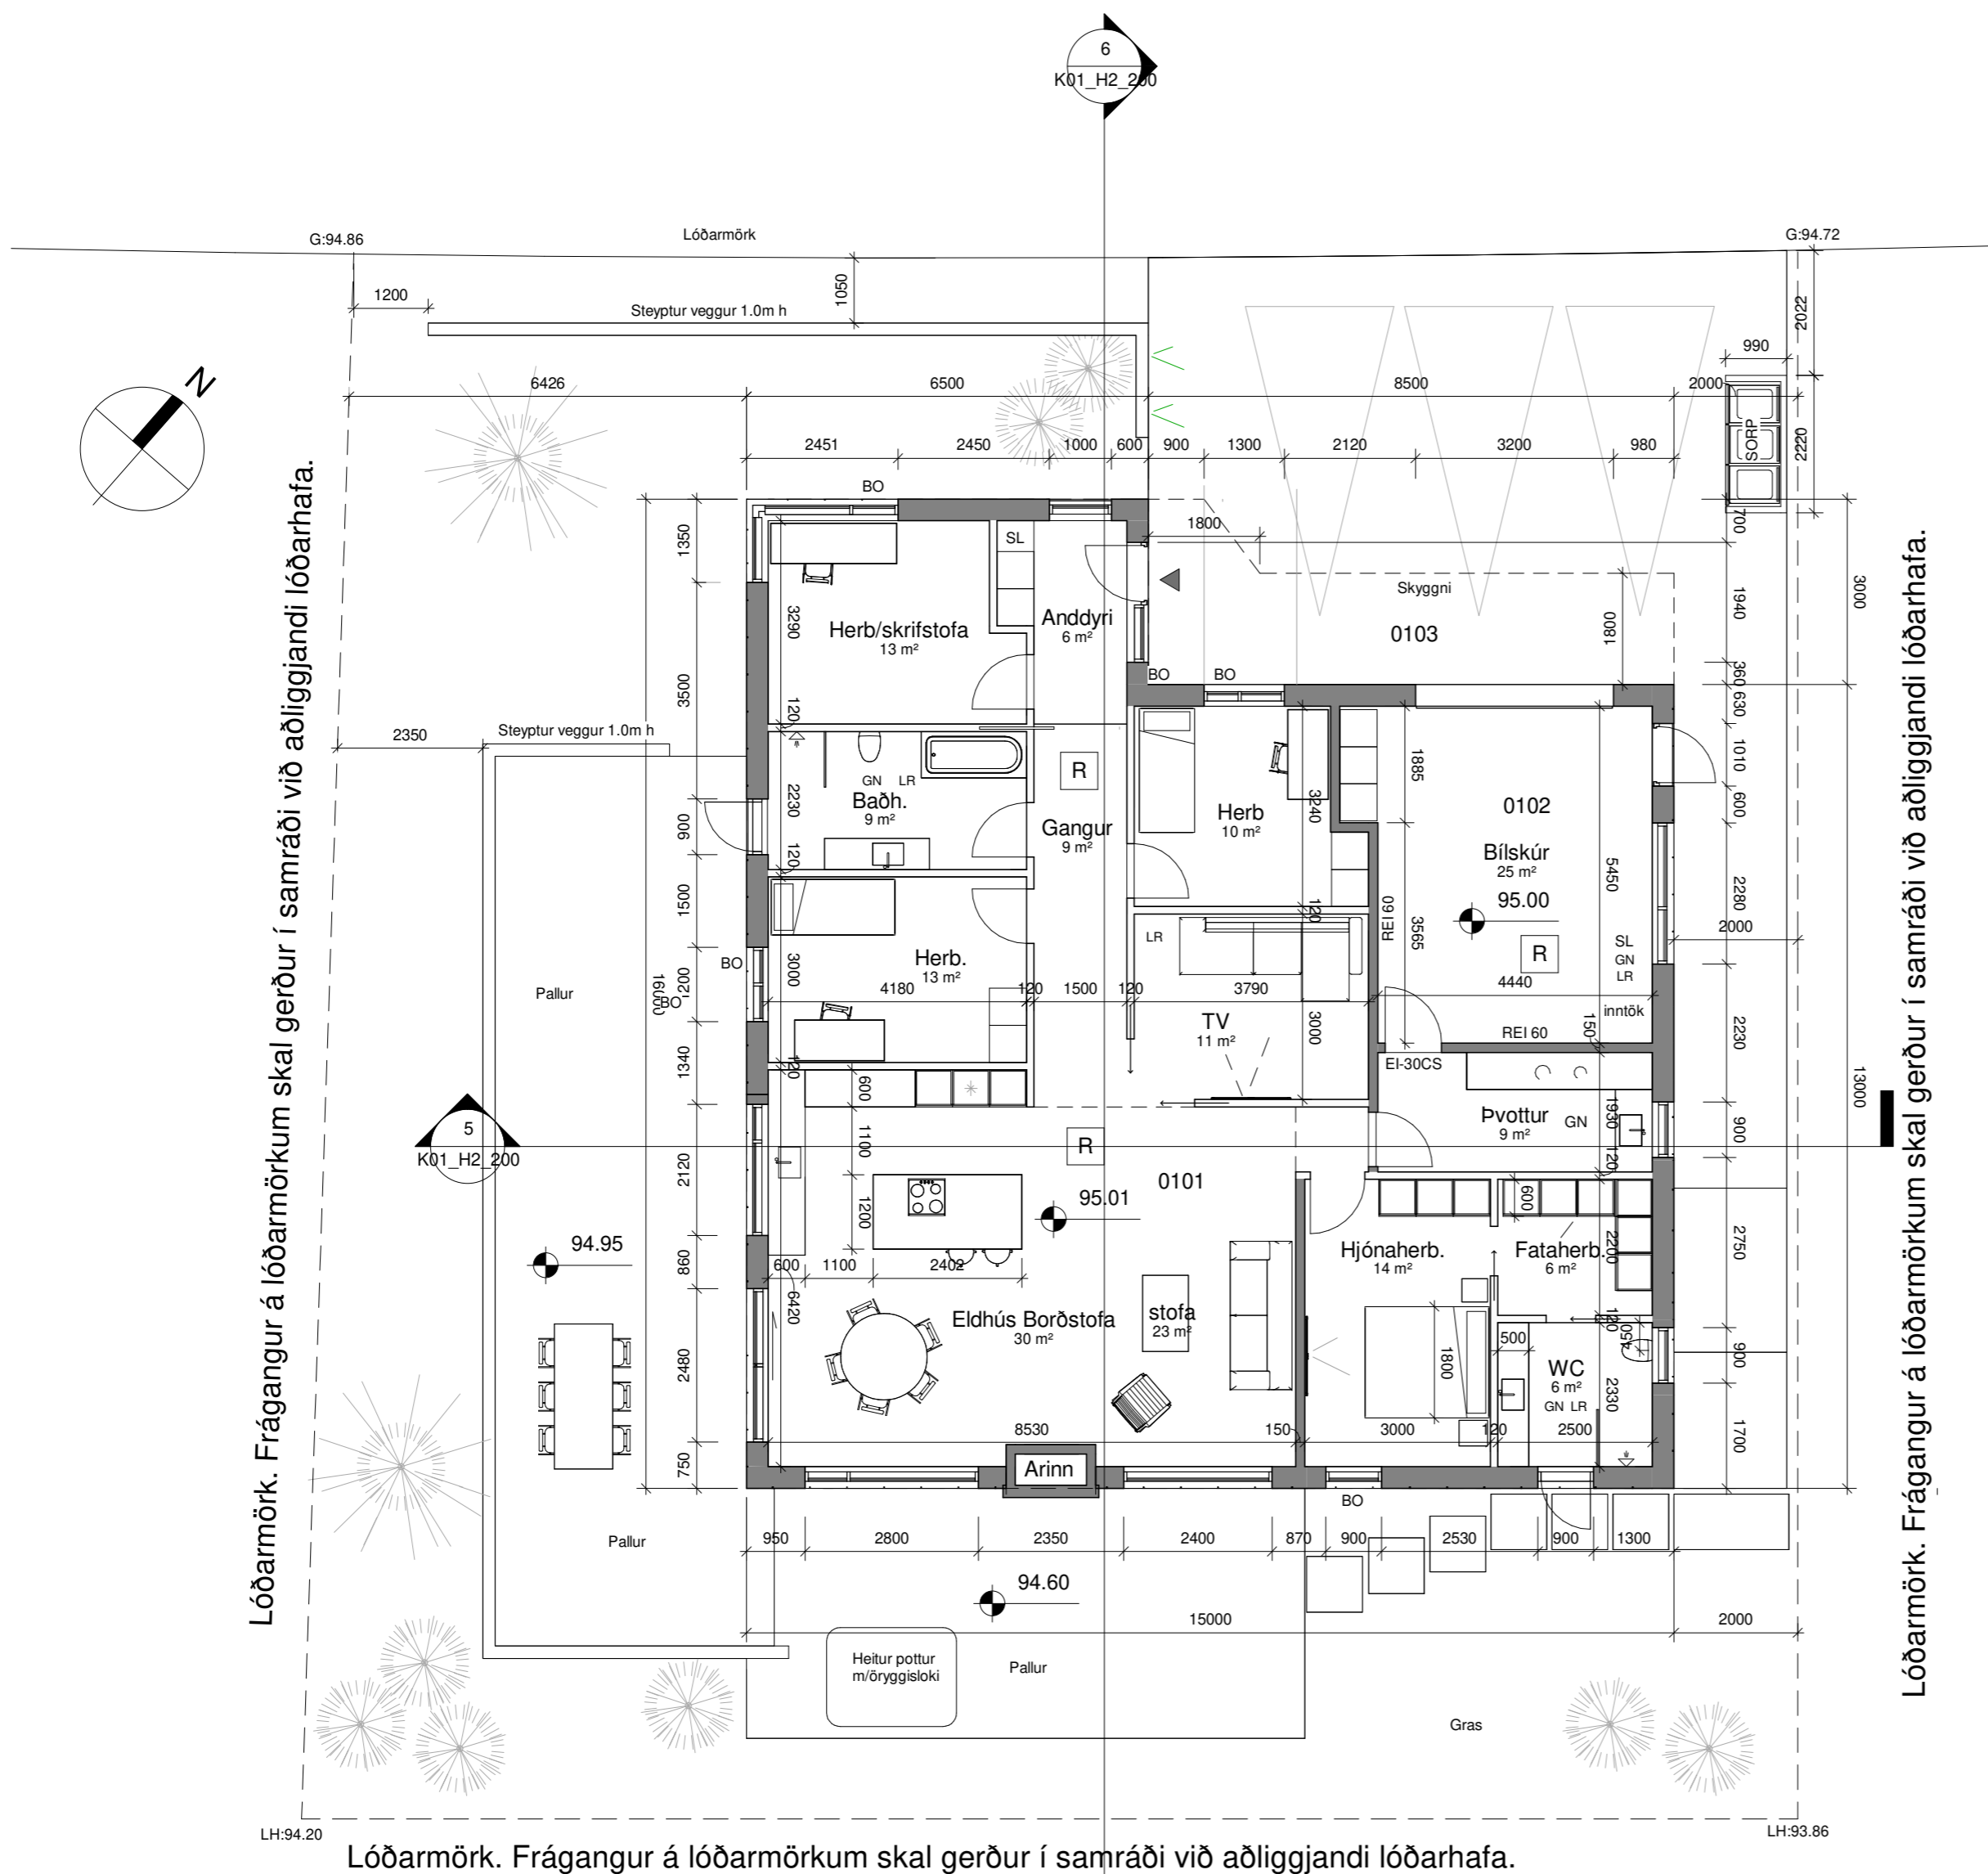 6
K01_H2_200
G:94.86
Lóðarmörk
G:94.72
1200
1050
Steyptur veggur 1.0m h
2022
990
N
6426
6500
8500
2000
SORP
2220
2451
2450
1000
600
900
1300
2120
3200
980
BO
700
1350
SL
1800
Skyggni
3000
Herb/skrifstofa
13 m²
3290
Anddyri
6 m²
0103
1800
1940
BO
BO
360
630
3500
120
2350
Steyptur veggur 1.0m h
R
GN
LR
Baðh.
9 m²
2230
900
120
Gangur
9 m²
Herb
10 m²
3240
1885
0102
Bílskúr
25 m²
5450
95.00
1010
600
2280
1500
120
REI 60
3565
LR
R
SL
GN
LR
2000
BO
Herb.
13 m²
3000
Pallur
16000
BO
1200
4180
120
1500
120
3790
4440
inntök
TV
11 m²
3000
150
REI 60
2230
1340
120
600
EI-30CS
13000
5
K01_H2_200
R
1100
Þvottur
9 m²
GN
1930
900
2120
120
0101
95.01
1200
600
94.95
860
600
1100
2402
Hjónaherb.
14 m²
Fataherb.
6 m²
2200
2750
6420
Eldhús Borðstofa
30 m²
stofa
23 m²
120
450
500
1800
WC
6 m²
GN LR
2330
900
2480
8530
150
3000
120
2500
1700
750
Arinn
BO
950
2800
2350
2400
870
900
2530
900
1300
Pallur
94.60
15000
2000
Heitur pottur
m/öryggisloki
Pallur
Gras
LH:94.20
LH:93.86
Lóðarmörk. Frágangur á lóðarmörkum skal gerður í samráði við aðliggjandi lóðarhafa.
Lóðarmörk. Frágangur á lóðarmörkum skal gerður í samráði við aðliggjandi lóðarhafa.
Lóðarmörk. Frágangur á lóðarmörkum skal gerður í samráði við aðliggjandi lóðarhafa.